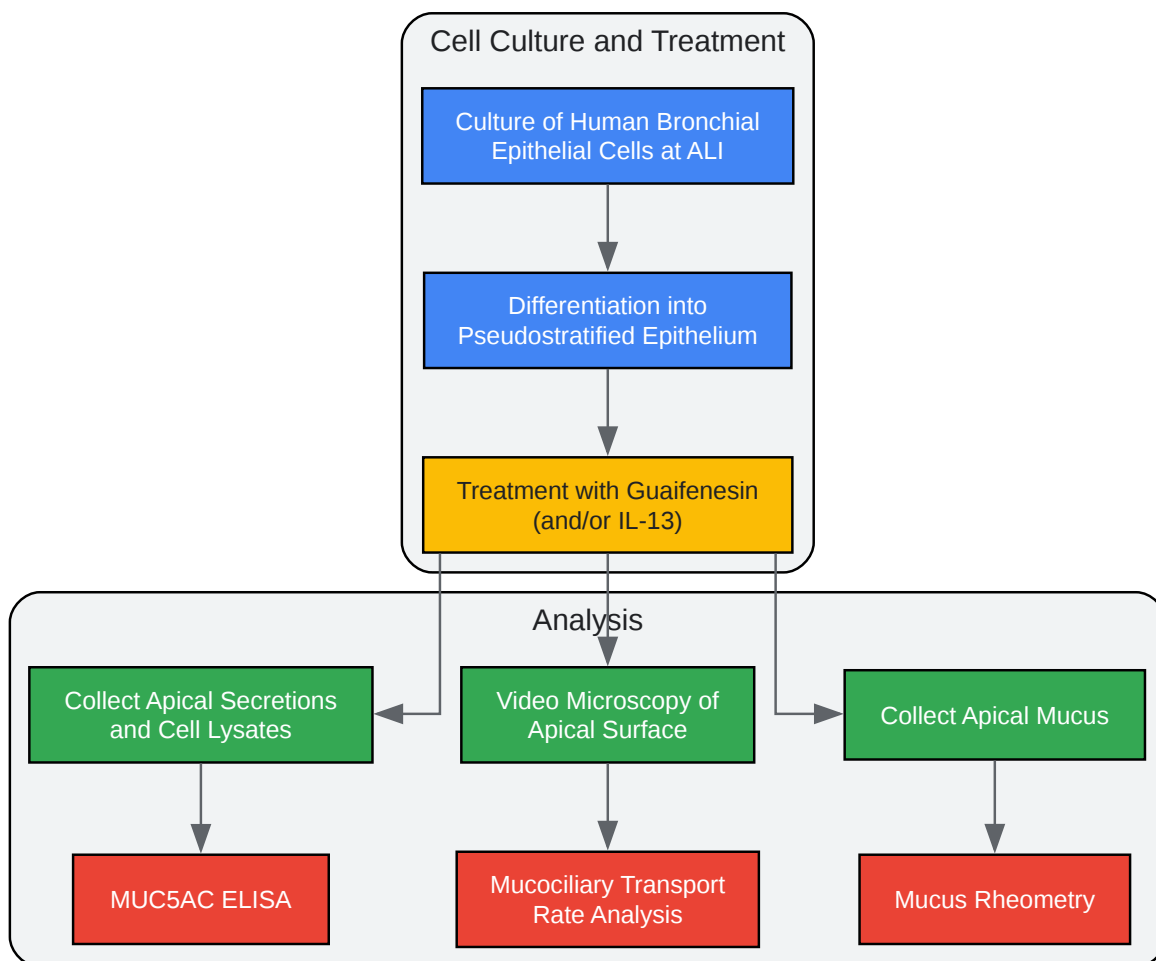 Cell Culture and Treatment
Culture of Human Bronchial
Epithelial Cells at ALI
Differentiation into
Pseudostratified Epithelium
Treatment with Guaifenesin
(and/or IL-13)
Analysis
Collect Apical Secretions
and Cell Lysates
Video Microscopy of
Apical Surface
Collect Apical Mucus
MUC5AC ELISA
Mucociliary Transport
Rate Analysis
Mucus Rheometry